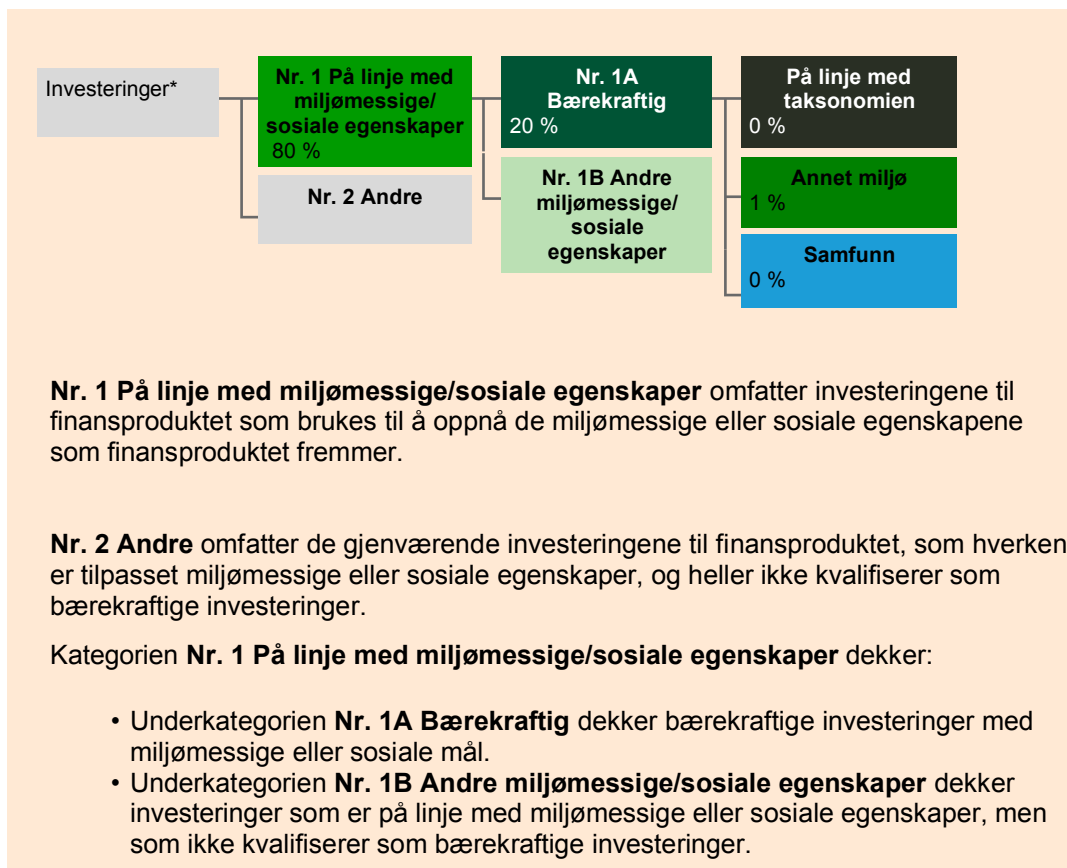 Investeringer*
Nr. 1 På linje med
miljømessige/
sosiale egenskaper
80 %
Nr. 2 Andre
Nr. 1A
Bærekraftig
20 %
Nr. 1B Andre
miljømessige/
sosiale
egenskaper
På linje med
taksonomien
0 %
Annet miljø
1 %
Samfunn
0 %
Nr. 1 På linje med miljømessige/sosiale egenskaper omfatter investeringene til
finansproduktet som brukes til å oppnå de miljømessige eller sosiale egenskapene
som finansproduktet fremmer.
Nr. 2 Andre omfatter de gjenværende investeringene til finansproduktet, som hverken
er tilpasset miljømessige eller sosiale egenskaper, og heller ikke kvalifiserer som
bærekraftige investeringer.
Kategorien Nr. 1 På linje med miljømessige/sosiale egenskaper dekker:
• Underkategorien Nr. 1A Bærekraftig dekker bærekraftige investeringer med
miljømessige eller sosiale mål.
• Underkategorien Nr. 1B Andre miljømessige/sosiale egenskaper dekker
investeringer som er på linje med miljømessige eller sosiale egenskaper, men
som ikke kvalifiserer som bærekraftige investeringer.